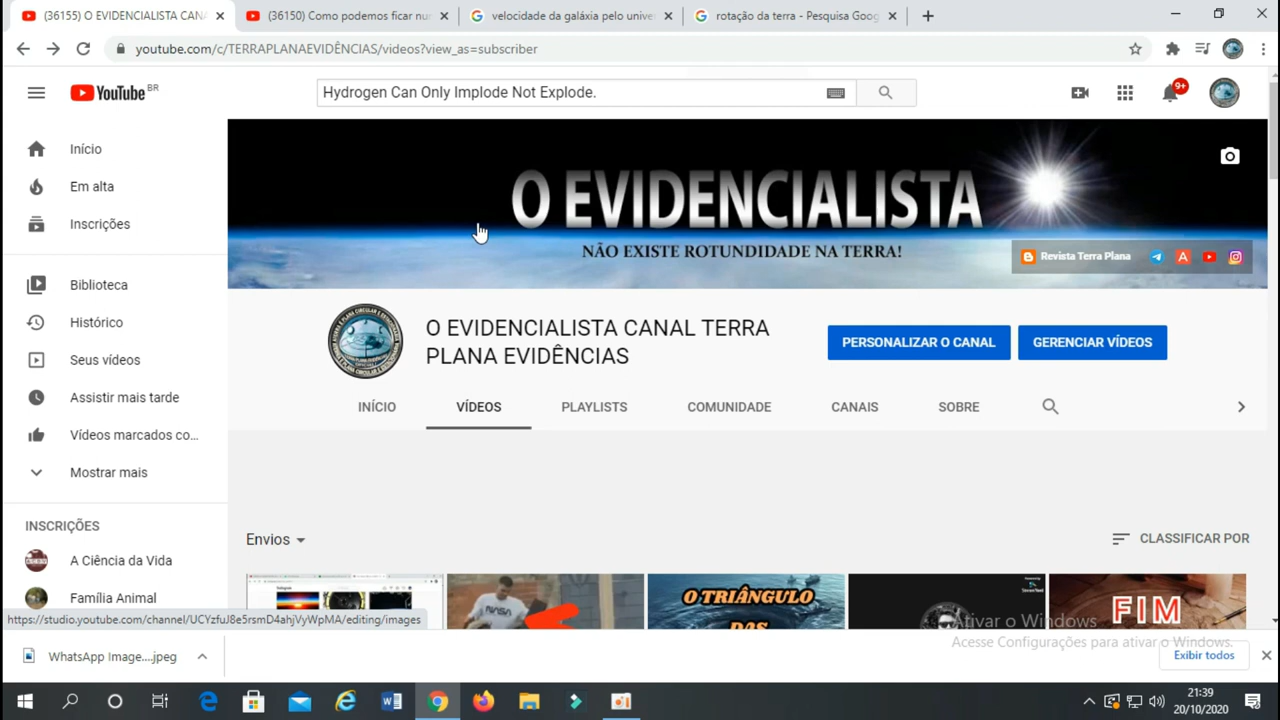 (36155) O EVIDENCIALISTA CANA
(36150) Como podemos ficar nu
velocidade da galáxia pelo unive
rotação da terra - Pesquisa Goog
youtube.com/c/TERRAPLANAEVIDÊNCIAS/videos?view_as=subscriber
YouTube BR
Hydrogen Can Only Implode Not Explode.
9+
Início
Em alta
Inscrições
Biblioteca
Histórico
Seus vídeos
Assistir mais tarde
Vídeos marcados co...
Mostrar mais
INSCRIÇÕES
A Ciência da Vida
Família Animal
O EVIDENCIALISTA
NÃO EXISTE ROTUNDIDADE NA TERRA!
Revista Terra Plana
O EVIDENCIALISTA CANAL TERRA
PLANA EVIDÊNCIAS
PERSONALIZAR O CANAL
GERENCIAR VÍDEOS
INÍCIO
VÍDEOS
PLAYLISTS
COMUNIDADE
CANAIS
SOBRE
Envios
CLASSIFICAR POR
NASA
O TRIÂNGULO
DAS
FIM
Ativar o Windows
Acesse Configurações para ativar o Windows.
https://studio.youtube.com/channel/UCYzfuJ8e5rsmD4ahjVyWpMA/editing/images
WhatsApp Image....jpeg
Exibir todos
21:39
20/10/2020